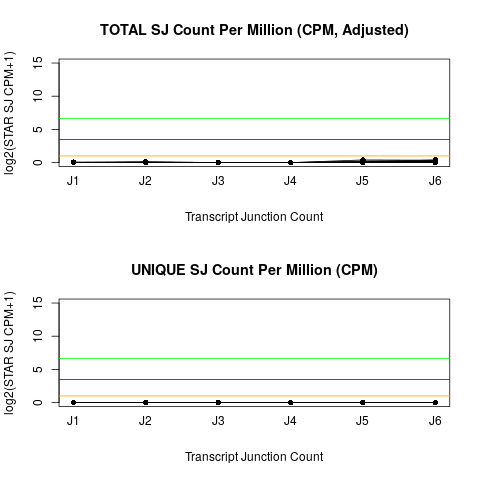 TOTAL SJ Count Per Million (CPM, Adjusted)
log2(STAR SJ CPM+1)
15
10
5
0
J1 J2 J3 J4 J5 J6
Transcript Junction Count
UNIQUE SJ Count Per Million (CPM)
log2(STAR SJ CPM+1)
15
10
5
0
J1 J2 J3 J4 J5 J6
Transcript Junction Count